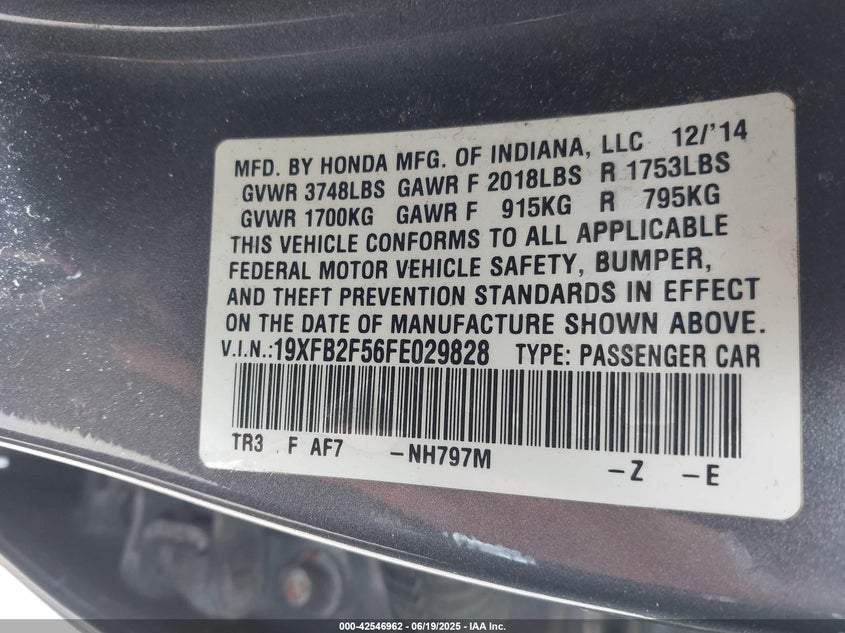 MFD. BY HONDA MFG. OF INDIANA, LLC 12/'14
GVWR 3748LBS GAWR F 2018LBS R 1753LBS
GVWR 1700KG GAWR F 915KG R 795KG
THIS VEHICLE CONFORMS TO ALL APPLICABLE
FEDERAL MOTOR VEHICLE SAFETY, BUMPER,
AND THEFT PREVENTION STANDARDS IN EFFECT
ON THE DATE OF MANUFACTURE SHOWN ABOVE.
V.I.N.:19XFB2F56FE029828 TYPE: PASSENGER CAR
TR3 F AF7 -NH797M -Z -E
000-42546962 - 06/19/2025 - IAA Inc.